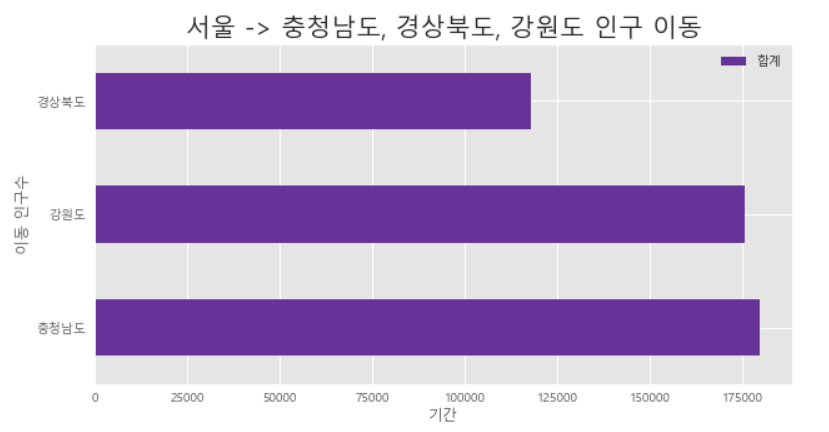 서울 -> 충청남도, 경상북도, 강원도 인구 이동
합계
경상북도
강원도
충청남도
이동 인구수
0 25000 50000 75000 100000 125000 150000 175000
기간